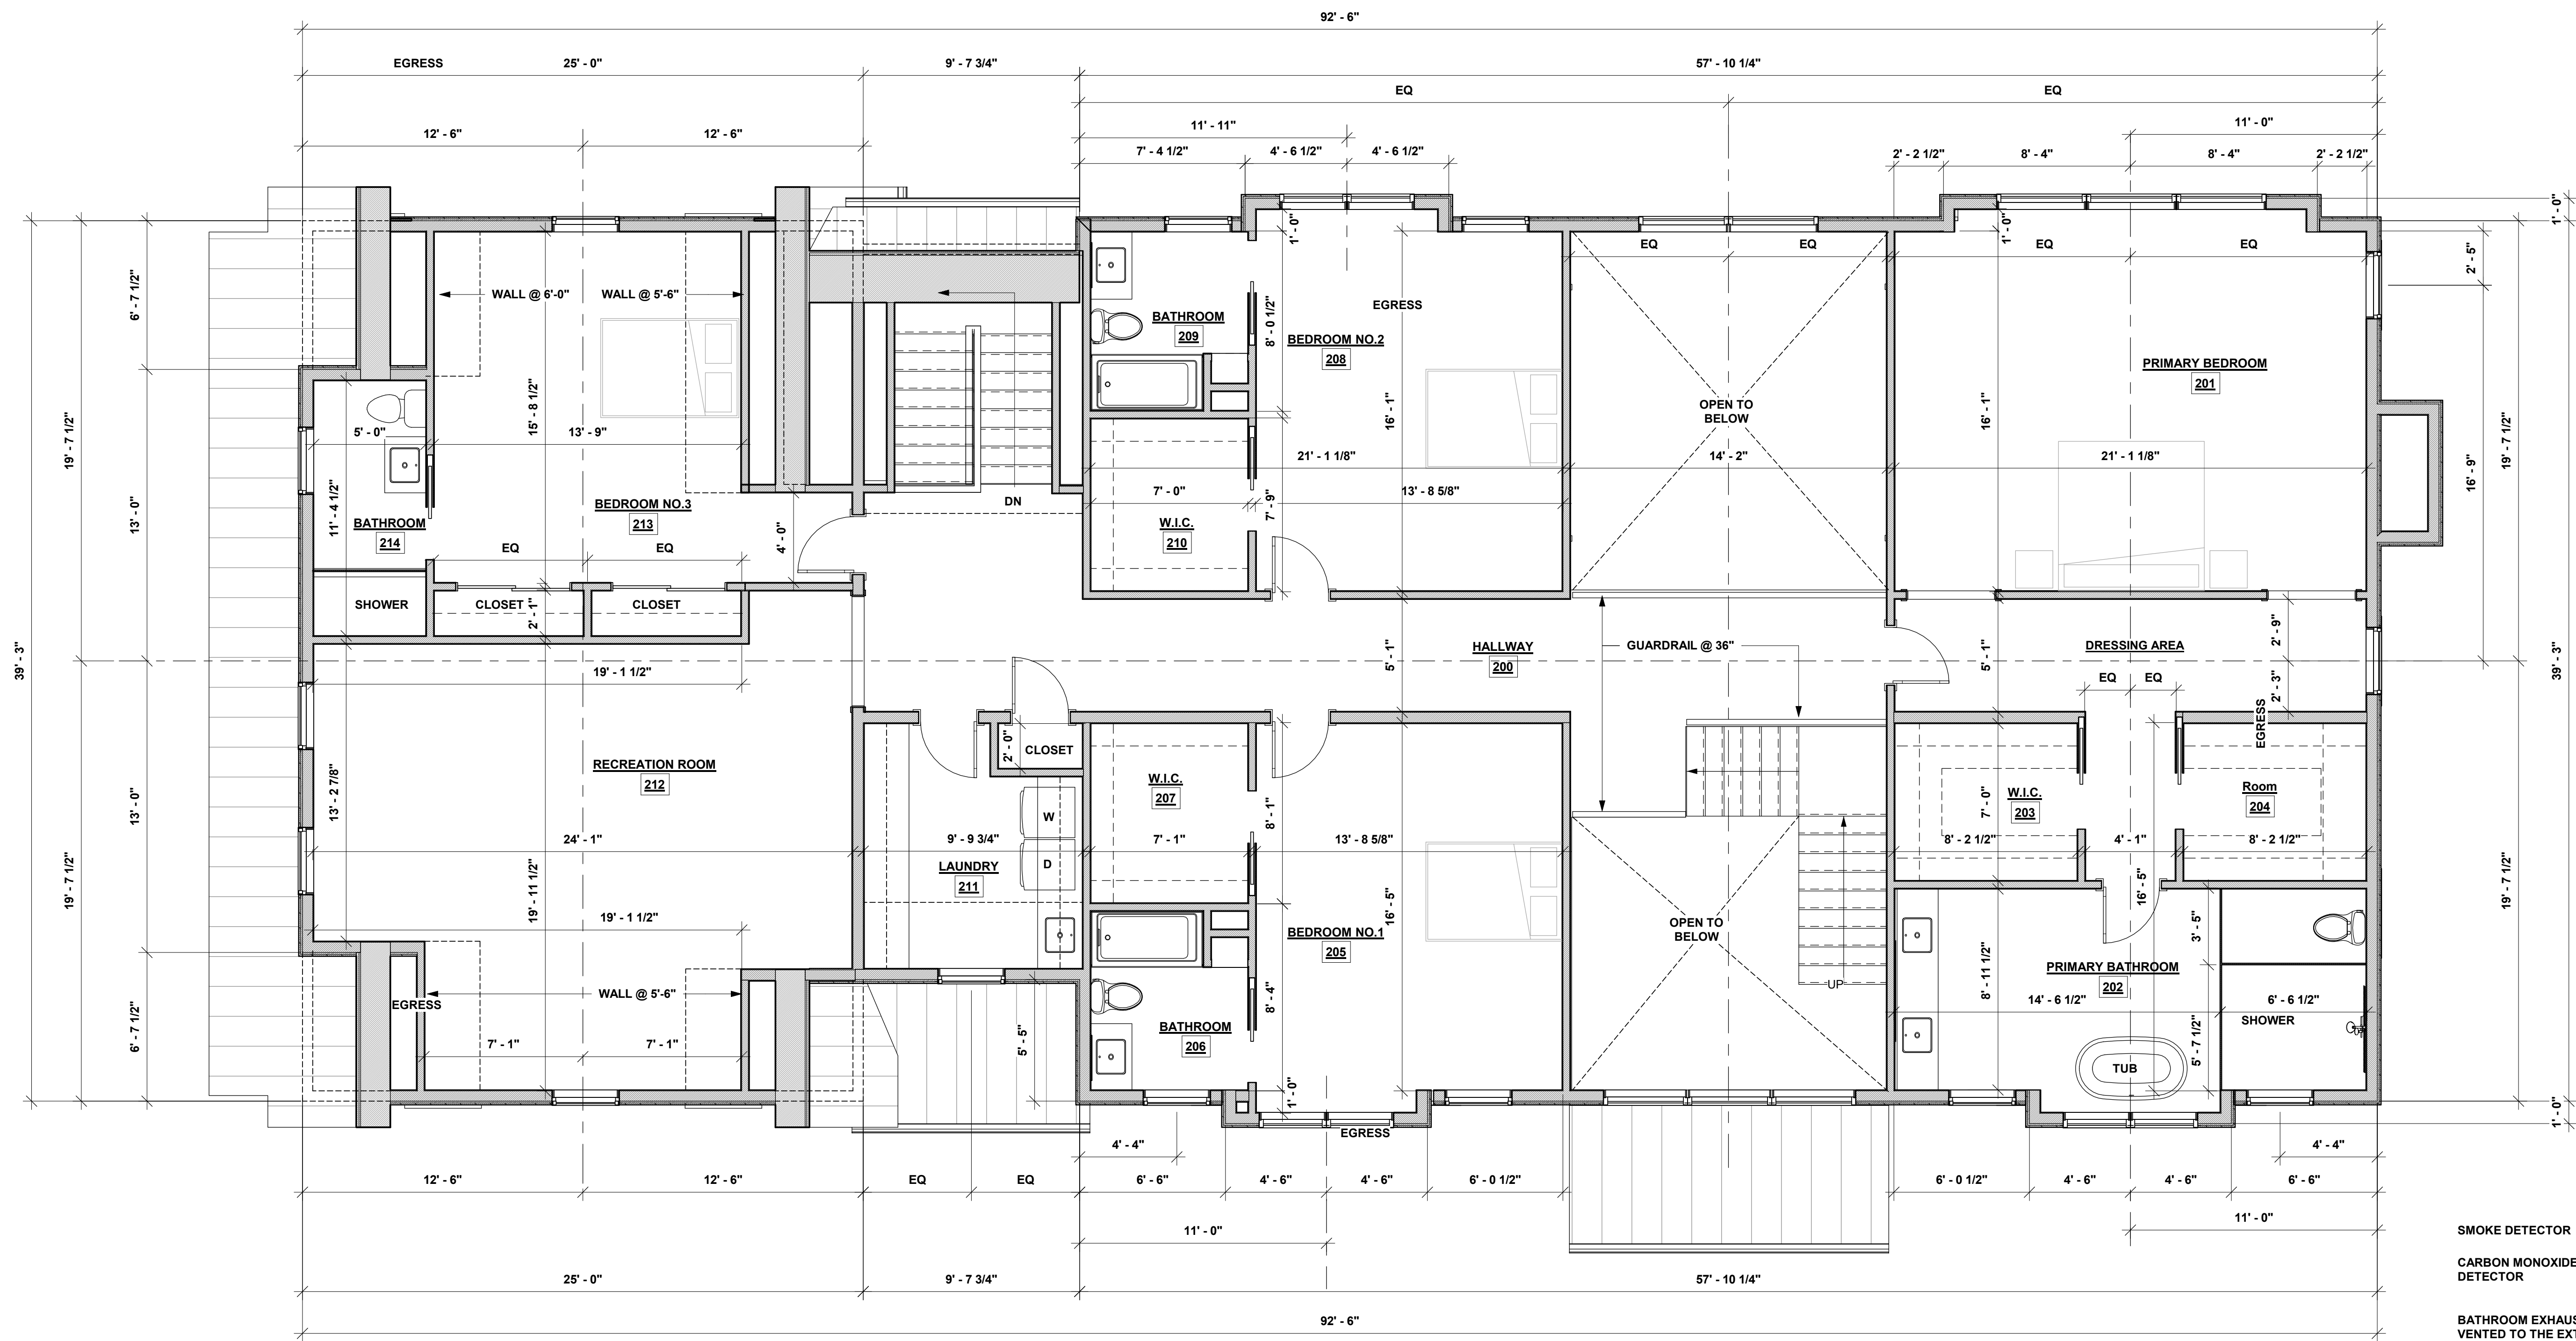 92' - 6"
EGRESS
25' - 0"
9' - 7 3/4"
57' - 10 1/4"
EQ
EQ
12' - 6"
12' - 6"
11' - 11"
11' - 0"
7' - 4 1/2"
4' - 6 1/2"
4' - 6 1/2"
2' - 2 1/2"
8' - 4"
8' - 4"
2' - 2 1/2"
1' - 0"
1' - 0"
1' - 0"
EQ
EQ
EQ
EQ
2' - 5"
6' - 7 1/2"
WALL @ 6'-0"
WALL @ 5'-6"
EGRESS
BATHROOM
209
8' - 0 1/2"
BEDROOM NO.2
208
PRIMARY BEDROOM
201
OPEN TO
BELOW
15' - 8 1/2"
16' - 1"
16' - 1"
5' - 0"
13' - 9"
19' - 7 1/2"
19' - 7 1/2"
21' - 1 1/8"
14' - 2"
21' - 1 1/8"
16' - 9"
7' - 0"
13' - 8 5/8"
7' - 9"
DN
13' - 0"
11' - 4 1/2"
BATHROOM
214
BEDROOM NO.3
213
W.I.C.
210
4' - 0"
EQ
EQ
SHOWER
CLOSET
CLOSET
2' - 1"
39' - 3"
39' - 3"
HALLWAY
200
5' - 1"
GUARDRAIL @ 36"
5' - 1"
DRESSING AREA
2' - 9"
2' - 3"
19' - 1 1/2"
EQ
EQ
EGRESS
RECREATION ROOM
212
CLOSET
2' - 0"
W.I.C.
207
8' - 1"
W.I.C.
203
7' - 0"
Room
204
13' - 2 7/8"
13' - 0"
W
D
24' - 1"
9' - 9 3/4"
7' - 1"
13' - 8 5/8"
8' - 2 1/2"
4' - 1"
8' - 2 1/2"
LAUNDRY
211
19' - 7 1/2"
19' - 11 1/2"
16' - 5"
16' - 5"
19' - 7 1/2"
19' - 1 1/2"
OPEN TO
BELOW
BEDROOM NO.1
205
3' - 5"
PRIMARY BATHROOM
202
8' - 11 1/2"
UP
WALL @ 5'-6"
EGRESS
8' - 4"
14' - 6 1/2"
6' - 6 1/2"
SHOWER
BATHROOM
206
6' - 7 1/2"
7' - 1"
7' - 1"
5' - 5"
5' - 7 1/2"
TUB
1' - 0"
1' - 0"
EGRESS
4' - 4"
4' - 4"
12' - 6"
12' - 6"
EQ
EQ
6' - 6"
4' - 6"
4' - 6"
6' - 0 1/2"
6' - 0 1/2"
4' - 6"
4' - 6"
6' - 6"
11' - 0"
11' - 0"
SMOKE DETECTOR
CARBON MONOXIDE
DETECTOR
25' - 0"
9' - 7 3/4"
57' - 10 1/4"
92' - 6"
BATHROOM EXHAU
VENTED TO THE EXT